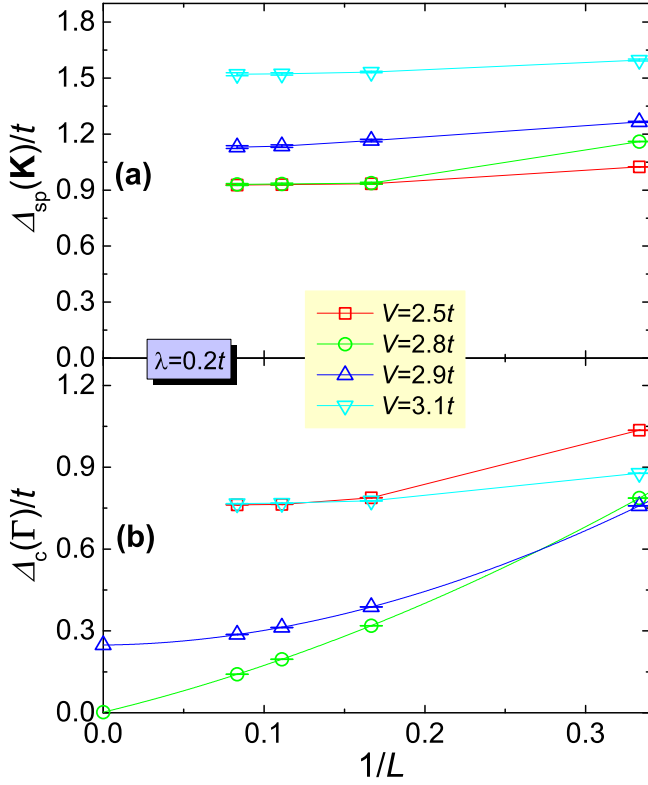 1.8
1.5
1.2
0.9
0.6
0.3
0.0
Δsp(K)/t
(a)
V=2.5t
V=2.8t
V=2.9t
V=3.1t
λ=0.2t
1.2
0.9
0.6
0.3
0.0
Δc(Γ)/t
(b)
0.0 0.1 0.2 0.3
1/L